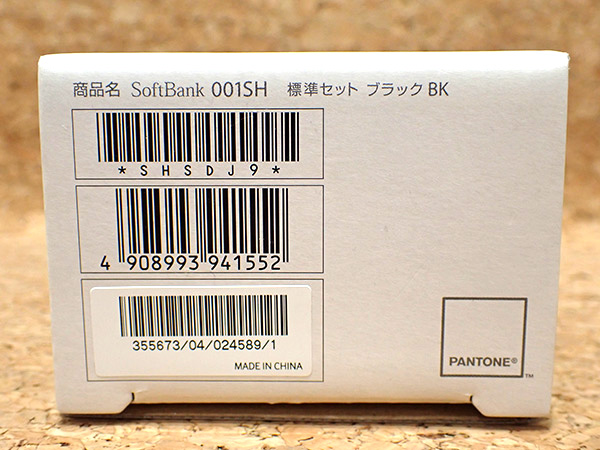 商品名 SoftBank 001SH 標準セット ブラック BK
*SHSDJ9*
4 908993 941552
355673/04/024589/1
MADE IN CHINA
PANTONE®
TM